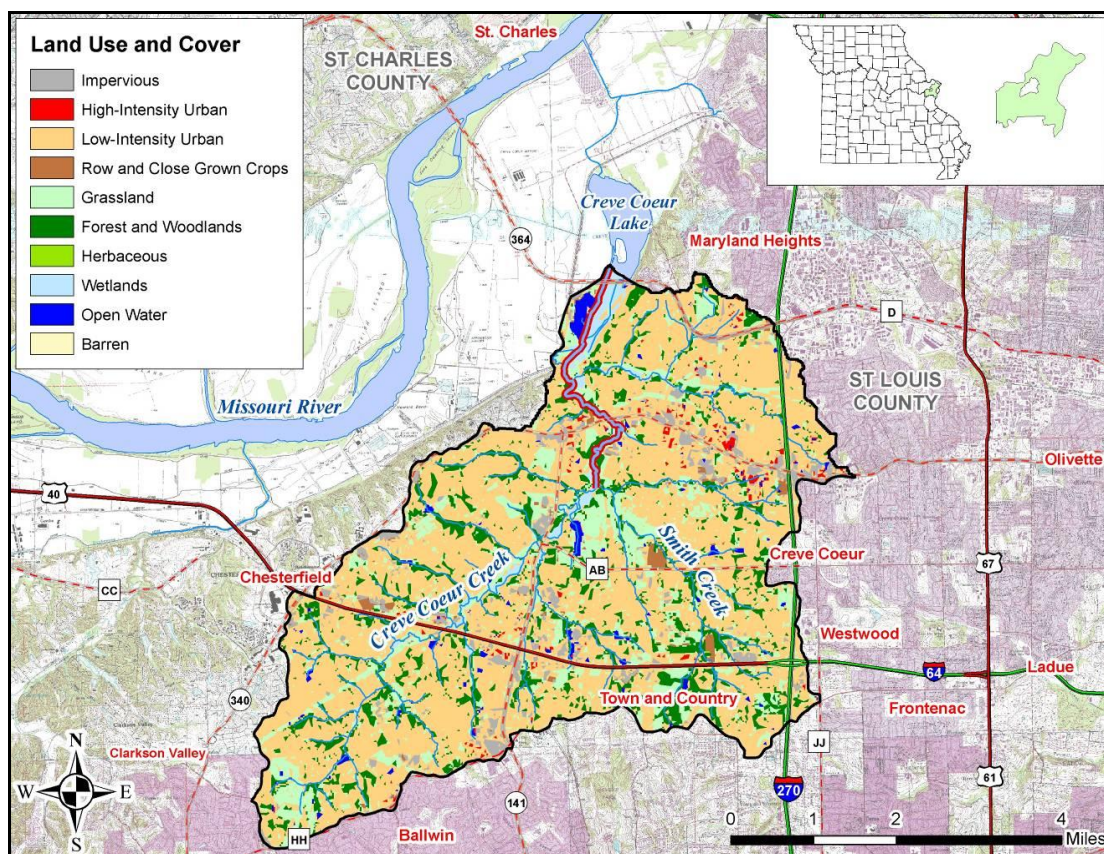 Land Use and Cover
Impervious
High-Intensity Urban
Low-Intensity Urban
Row and Close Grown Crops
Grassland
Forest and Woodlands
Herbaceous
Wetlands
Open Water
Barren
St. Charles
ST CHARLES
COUNTY
Creve Coeur
Lake
364
Maryland Heights
D
ST LOUIS
COUNTY
Missouri River
Olivette
40
Smith Creek
Creve Coeur
67
AB
CC
Chesterfield
Creve Coeur Creek
Westwood
64
Ladue
Town and Country
Frontenac
340
Clarkson Valley
JJ
N
W
E
S
270
61
141
HH
Ballwin
0
1
2
4
Miles